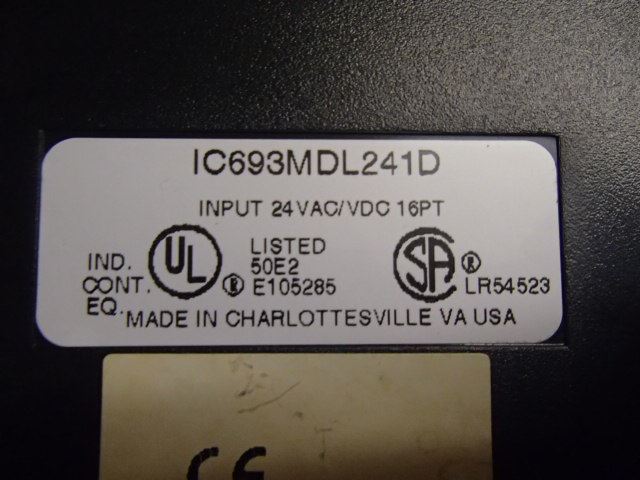 IC693MDL241D
INPUT 24VAC/VDC 16PT
IND.
CONT.
EQ.
UL
®
LISTED
50E2
E105285
SA
®
LR54523
MADE IN CHARLOTTESVILLE VA USA
CE